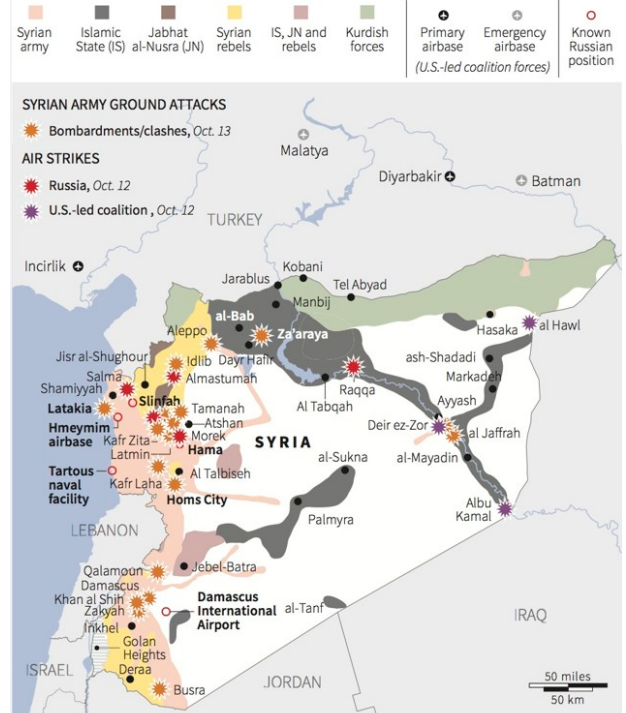 Syrian
army
Islamic
State (IS)
Jabhat
al-Nusra (JN)
Syrian
rebels
IS, JN and
rebels
Kurdish
forces
Primary
airbase
Emergency
airbase
(U.S.-led coalition forces)
Known
Russian
position
SYRIAN ARMY GROUND ATTACKS
Bombardments/clashes, Oct. 13
AIR STRIKES
Russia, Oct. 12
U.S.-led coalition , Oct. 12
Malatya
Diyarbakir
Batman
TURKEY
Incirlik
Kobani
Jarablus
Tel Abyad
Manbij
al-Bab
Za'araya
Aleppo
Hasaka
al Hawl
Jisr al-Shughour
Idlib
Dayr Hafir
ash-Shadadi
Salma
Almastumah
Raqqa
Markadeh
Shamiyyah
Slinfah
Al Tabqah
Ayyash
Latakia
Tamanah
Atshan
Deir ez-Zor
al Jaffrah
Hmeymim
airbase
Kafr Zita
Morek
Latmin
Hama
SYRIA
al-Sukna
al-Mayadin
Tartous
naval
facility
Kafr Laha
Al Talbiseh
Homs City
Albu
Kamal
Palmyra
LEBANON
Qalamoun
Jebel-Batra
Damascus
Khan al Shih
Zakyah
Damascus
International
Airport
al-Tanf
IRAQ
Inkhel
Golan
Heights
ISRAEL
Deraa
Busra
JORDAN
50 miles
50 km